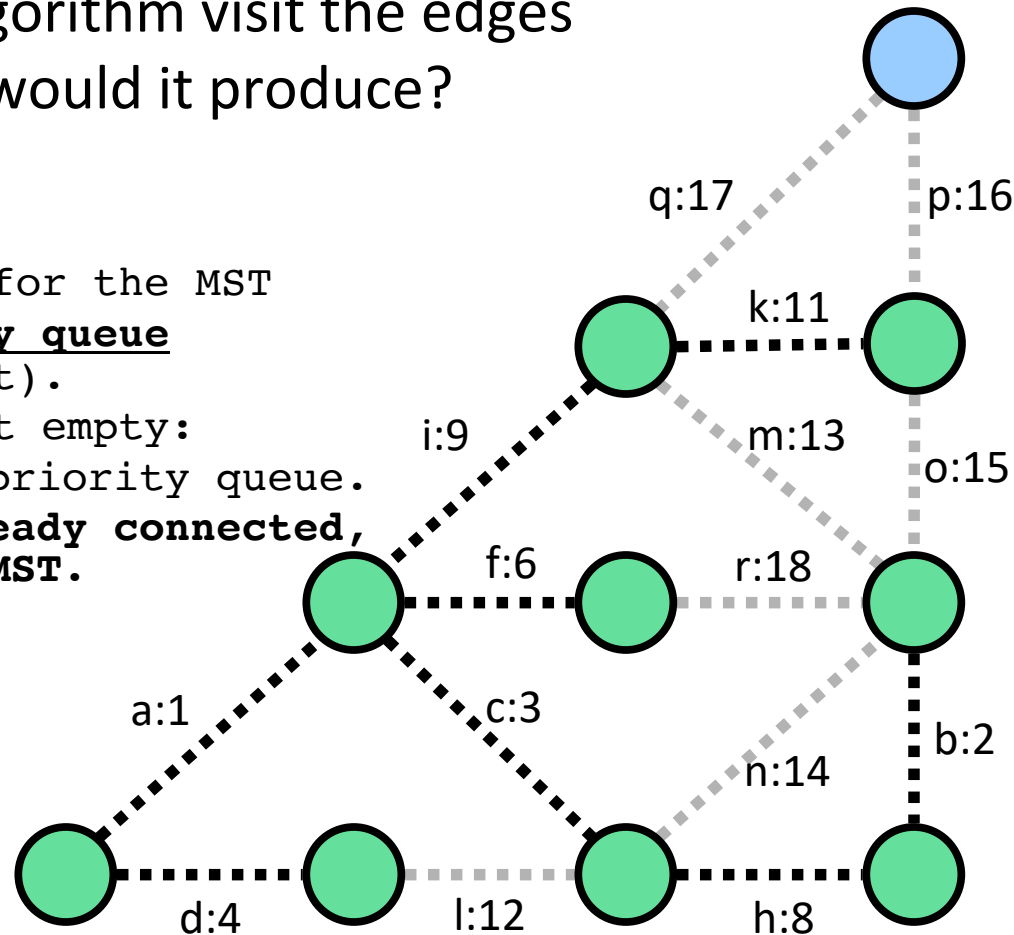 gorithm visit the edges
would it produce?
q:17
p:16
for the MST
y queue
k:11
t).
t empty:
i:9
m:13
priority queue.
o:15
eady connected,
MST.
f:6
r:18
a:1
c:3
b:2
n:14
d:4
l:12
h:8